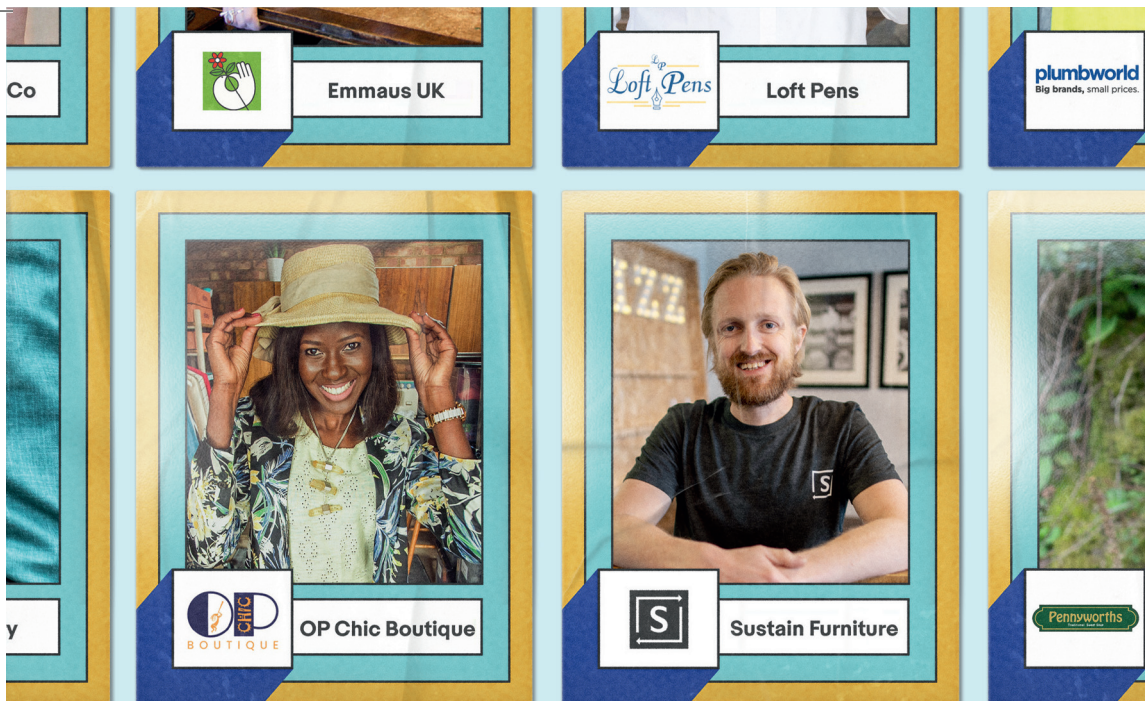 Co
Emmaus UK
LP
Loft Pens
Loft Pens
plumbworld
Big brands, small prices.
IZZ
S
y
OP CHIC
BOUTIQUE
OP Chic Boutique
S
Sustain Furniture
Pennyworths